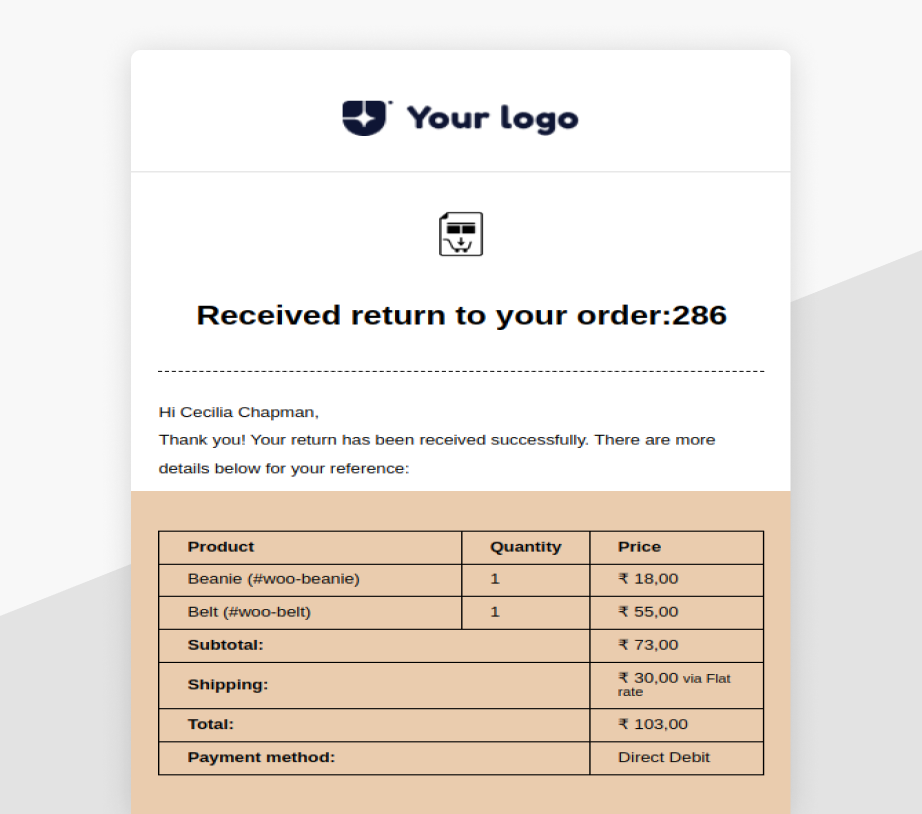 Your logo
Received return to your order:286
Hi Cecilia Chapman,
Thank you! Your return has been received successfully. There are more
details below for your reference:
Product Quantity Price
Beanie (#woo-beanie) 1 ₹ 18,00
Belt (#woo-belt) 1 ₹ 55,00
Subtotal: ₹ 73,00
Shipping: ₹ 30,00 via Flat
rate
Total: ₹ 103,00
Payment method: Direct Debit